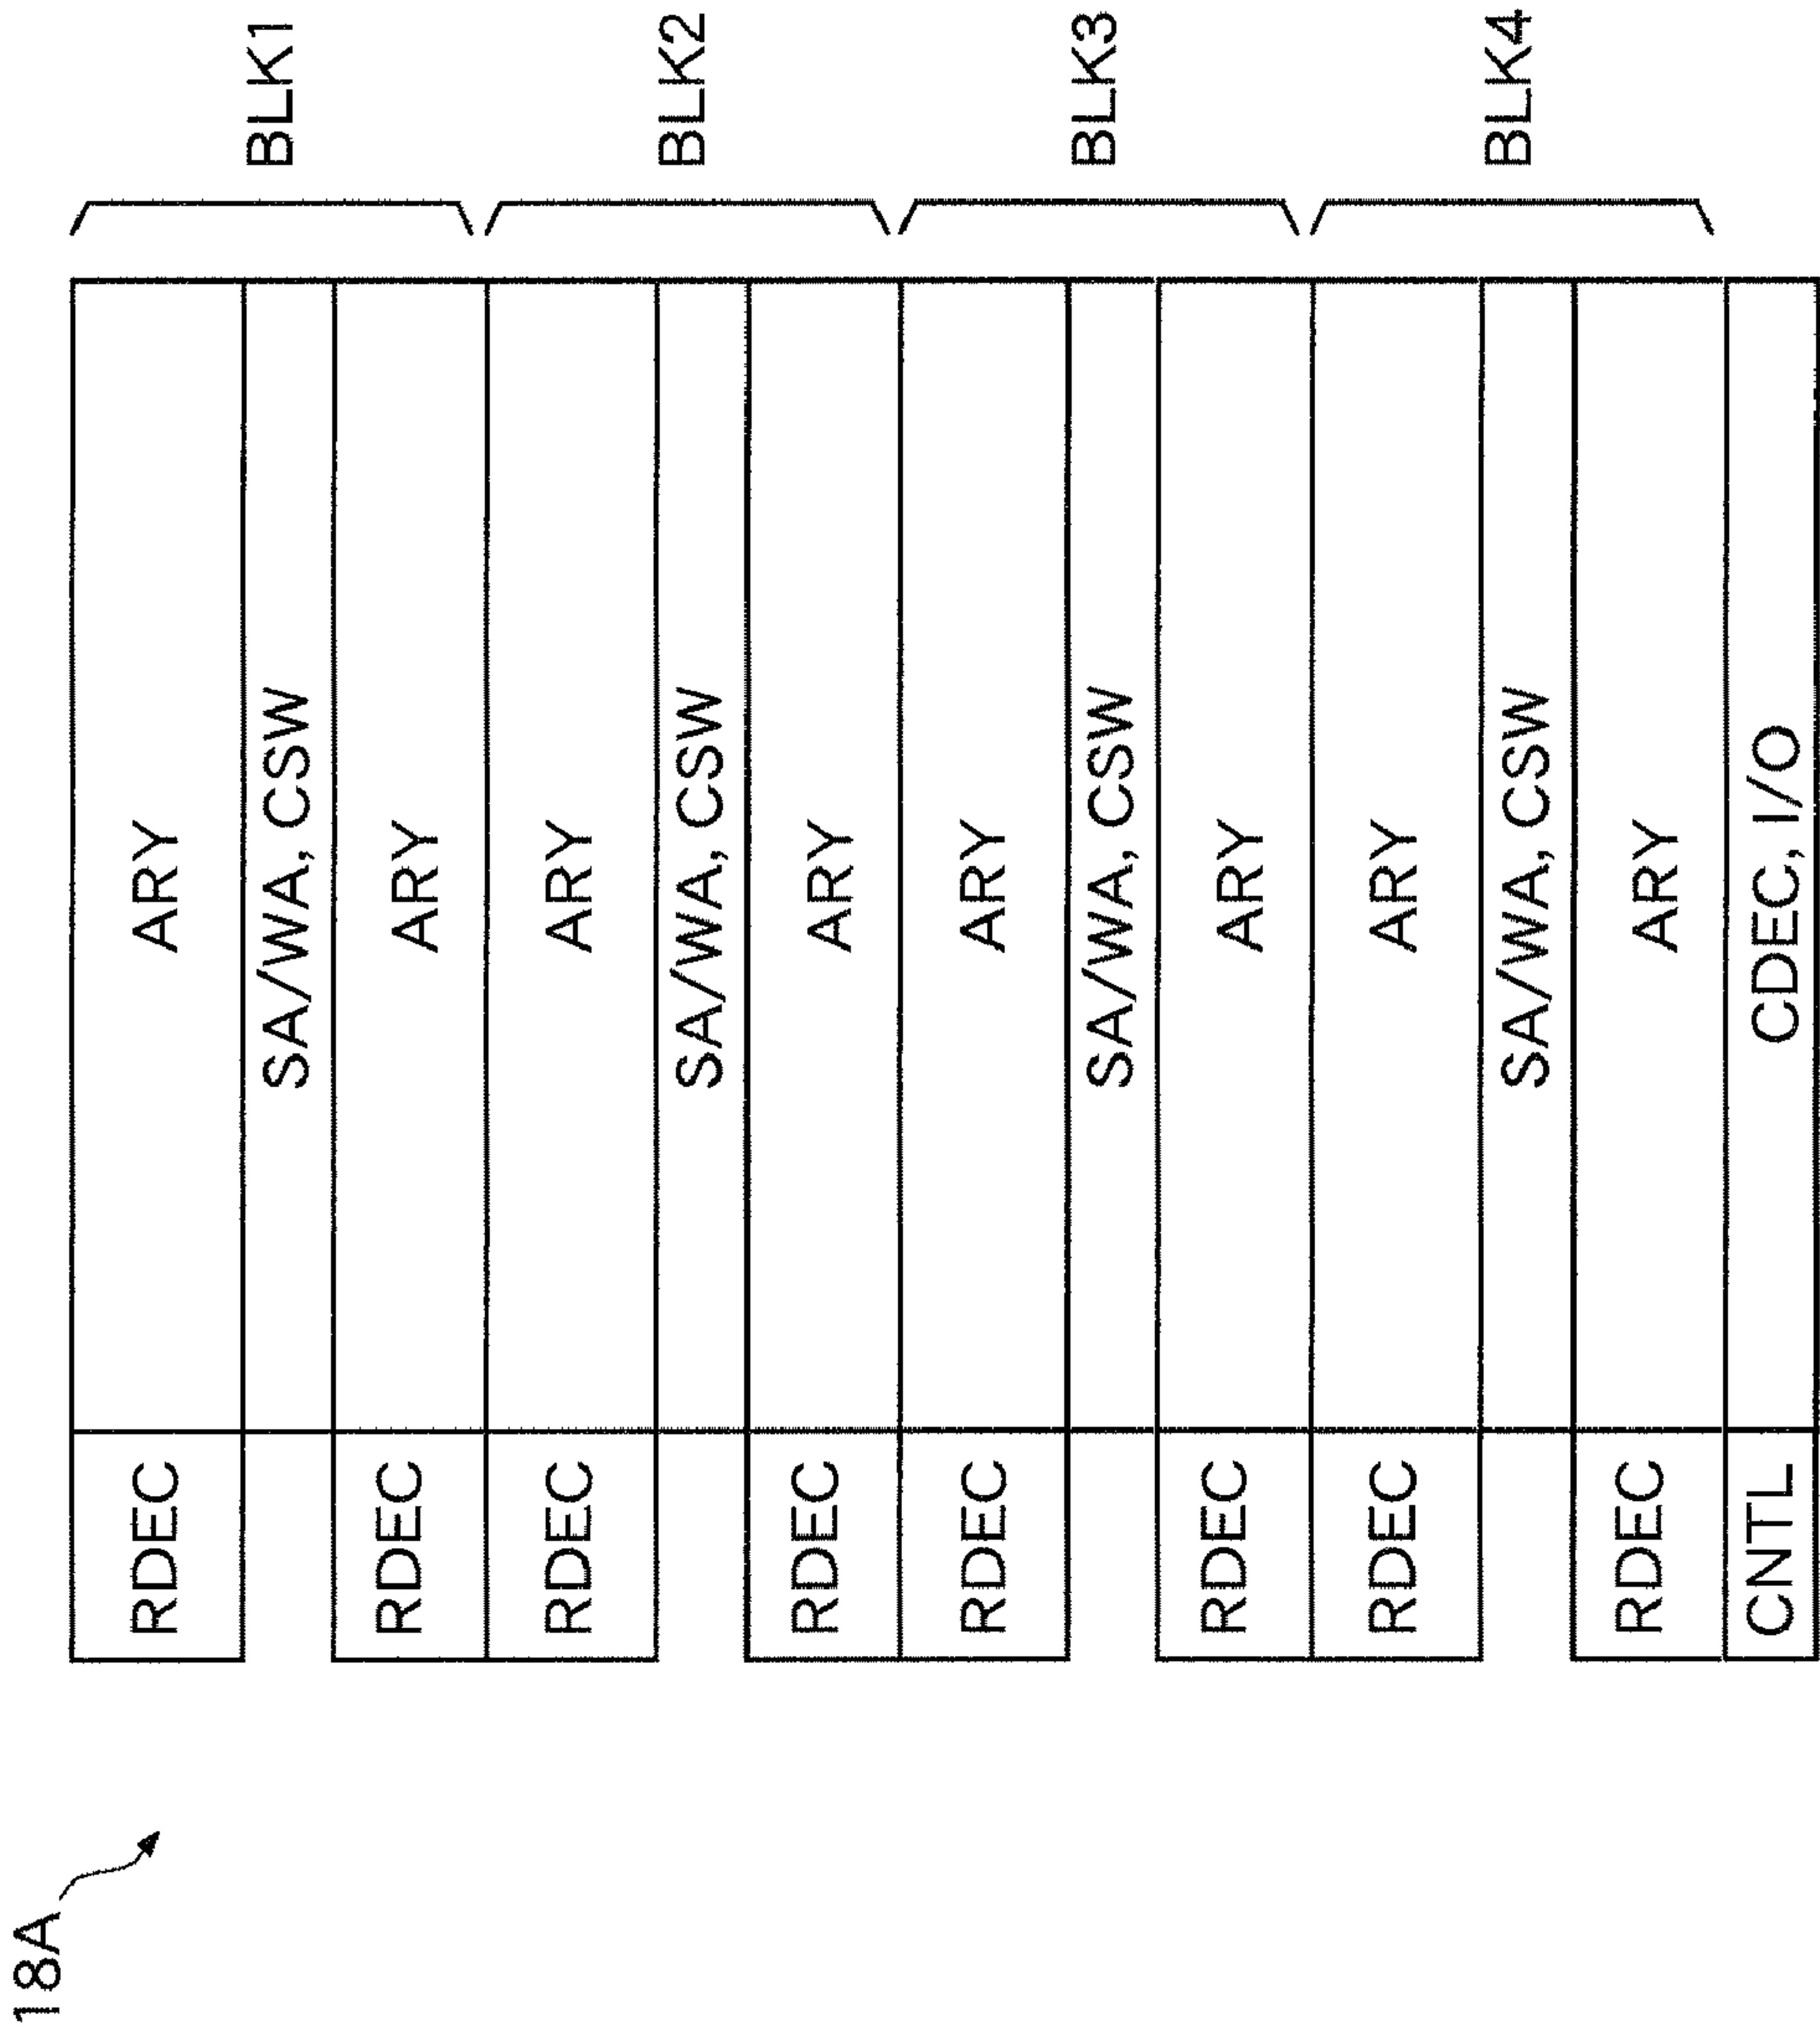 18A
RDEC ARY
SA/WA, CSW
RDEC ARY
BLK1
RDEC ARY
SA/WA, CSW
RDEC ARY
BLK2
RDEC ARY
SA/WA, CSW
RDEC ARY
BLK3
RDEC ARY
SA/WA, CSW
RDEC ARY
BLK4
CNTL CDEC, I/O